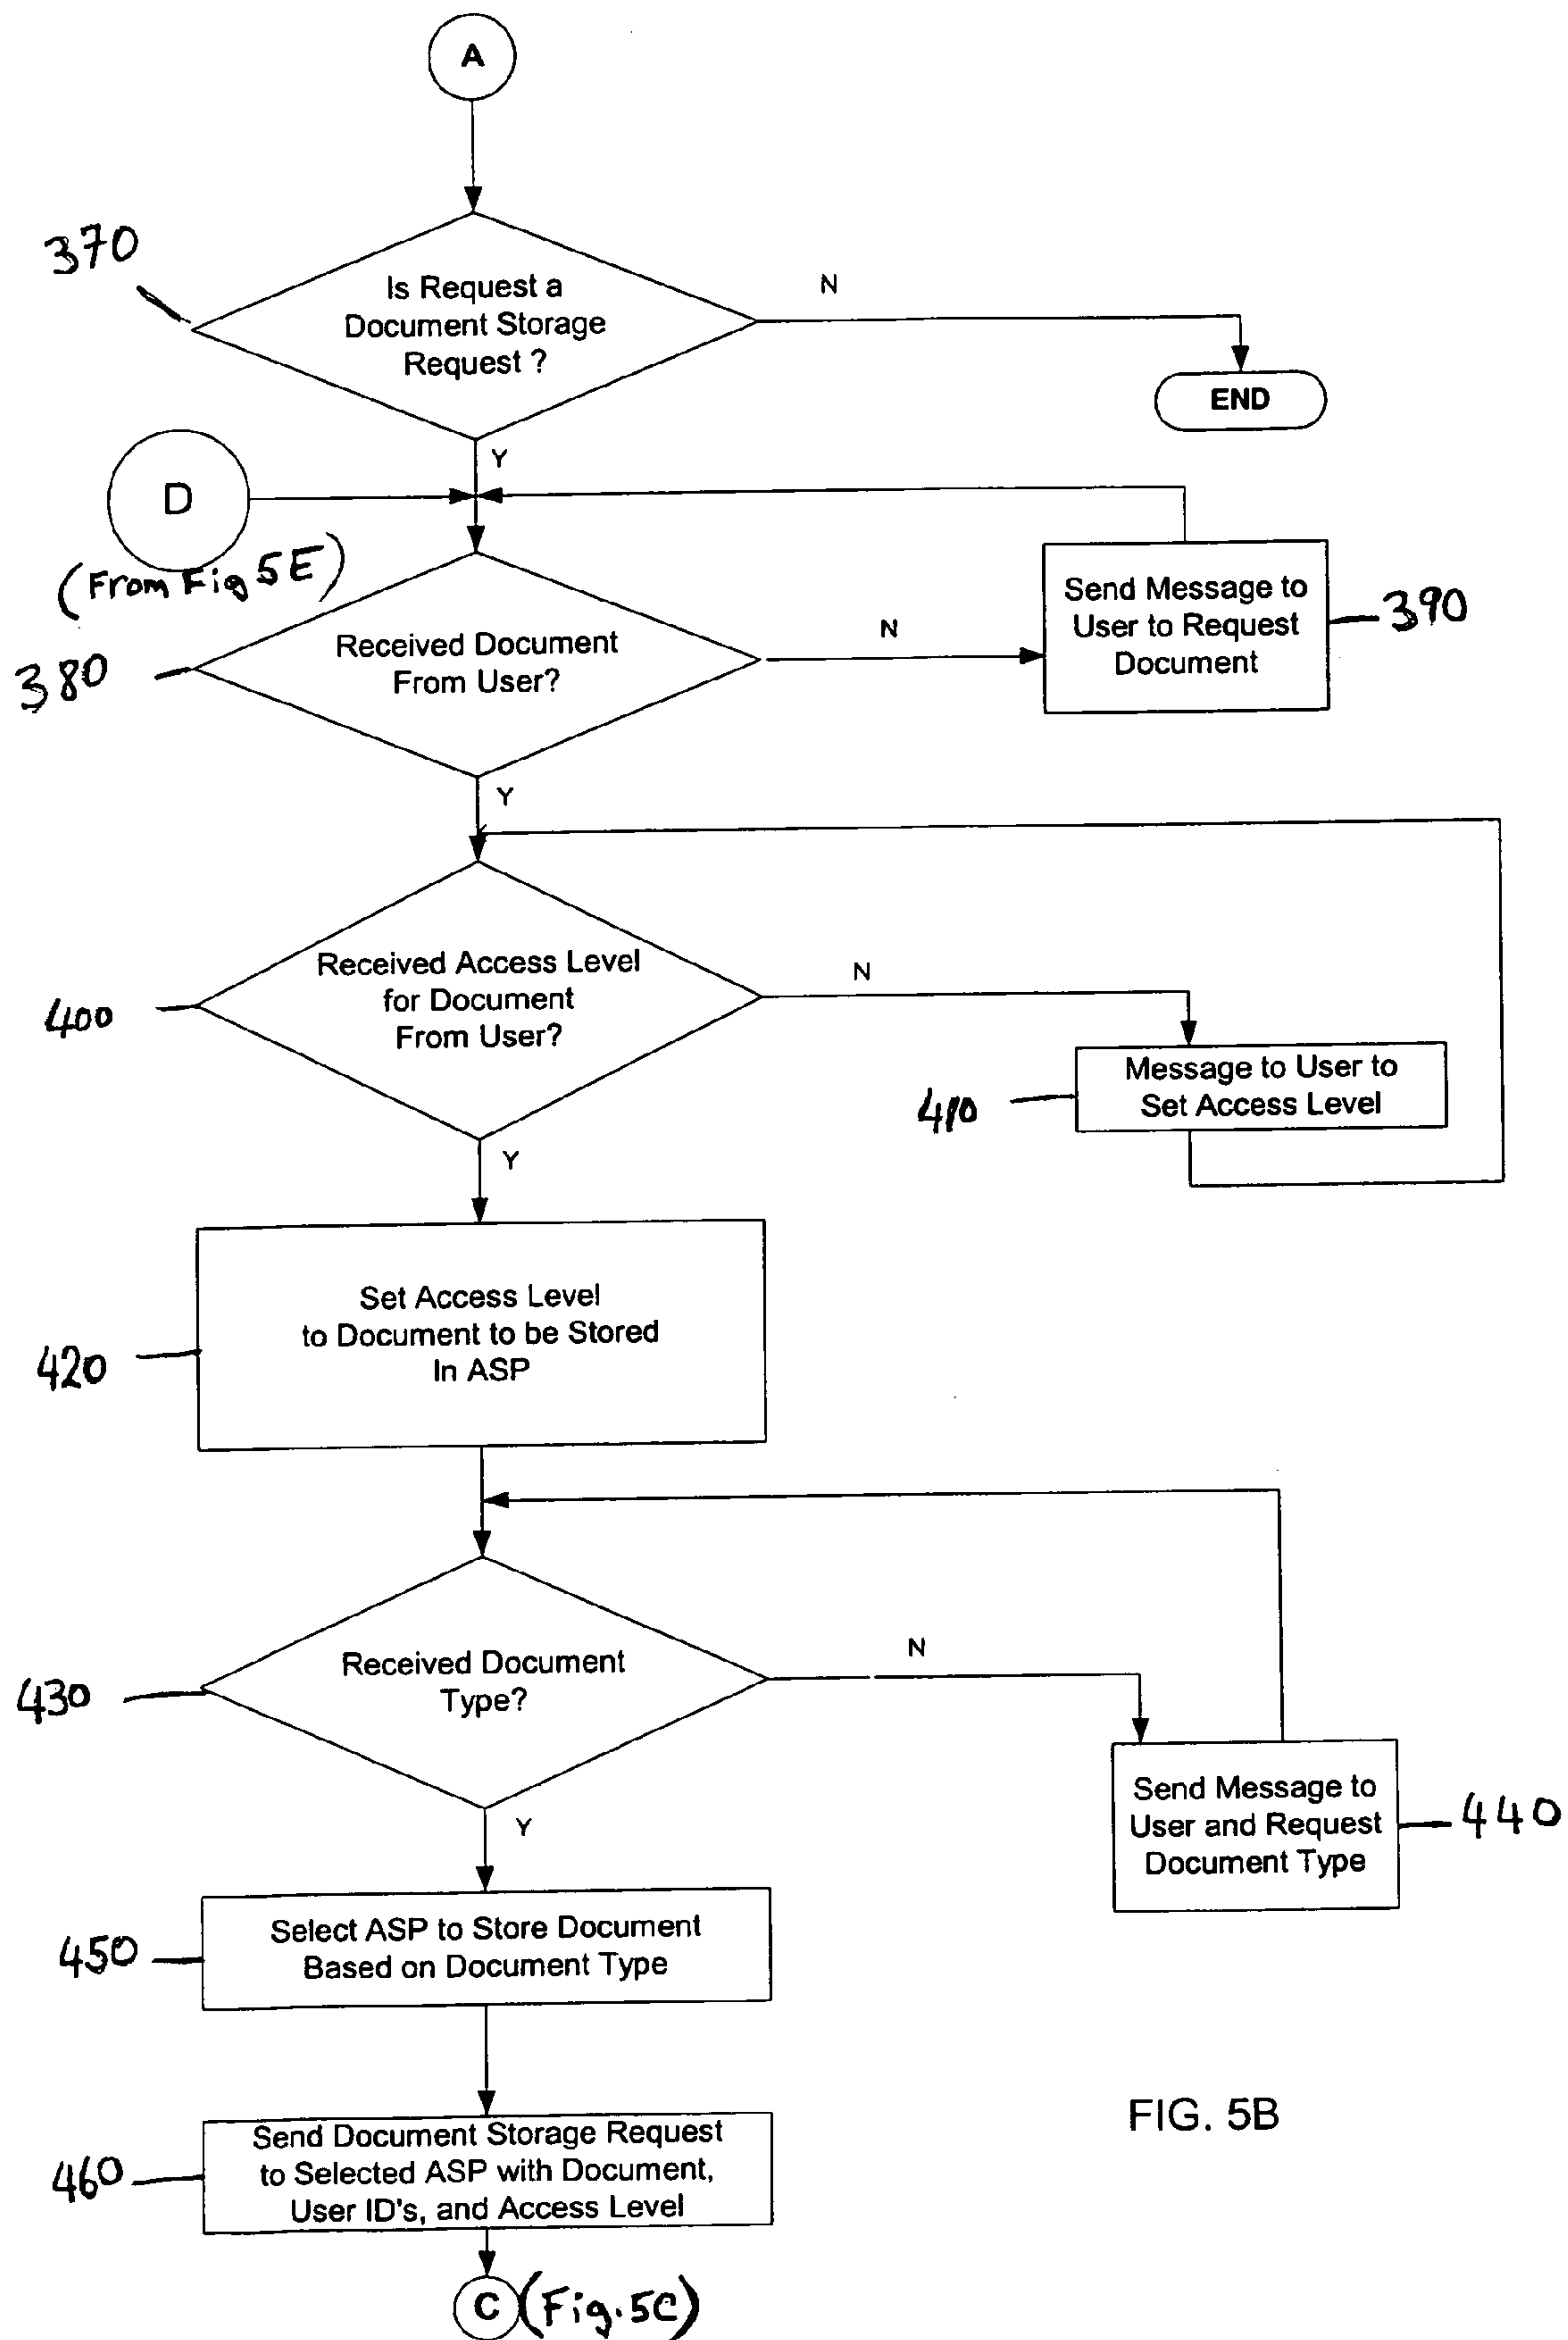 A
370
Is Request a
Document Storage
Request ?
N
END
Y
D
(From Fig 5E)
380
Received Document
From User?
N
Send Message to
User to Request
Document
390
Y
400
Received Access Level
for Document
From User?
N
410
Message to User to
Set Access Level
Y
420
Set Access Level
to Document to be Stored
In ASP
430
Received Document
Type?
N
Send Message to
User and Request
Document Type
440
Y
450
Select ASP to Store Document
Based on Document Type
460
Send Document Storage Request
to Selected ASP with Document,
User ID's, and Access Level
FIG. 5B
C (Fig. 5C)